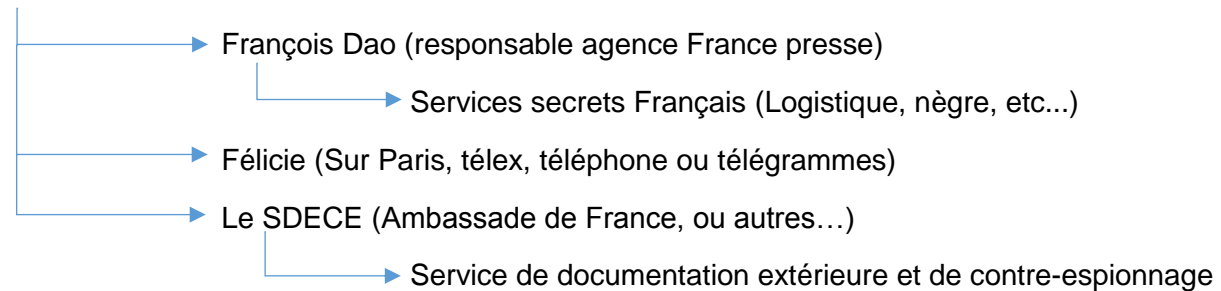 François Dao (responsable agence France presse)
Services secrets Français (Logistique, nègre, etc...)
Félicie (Sur Paris, télex, téléphone ou télégrammes)
Le SDECE (Ambassade de France, ou autres…)
Service de documentation extérieure et de contre-espionnage